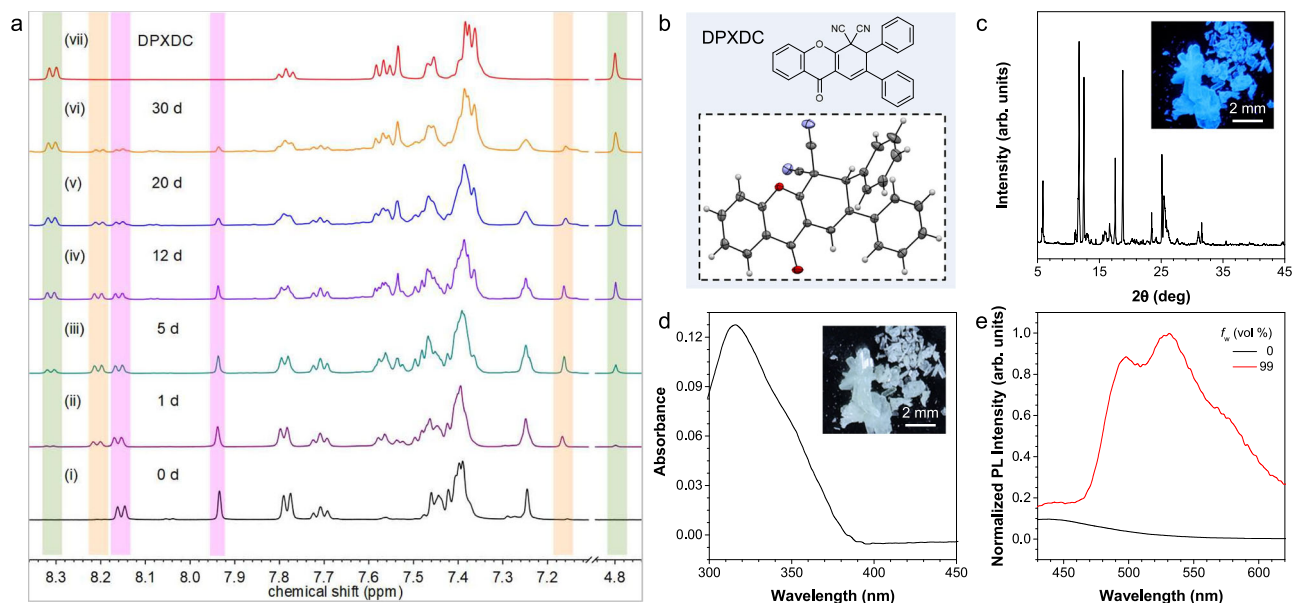 a
(vii) DPXDC
(vi) 30 d
(v) 20 d
(iv) 12 d
(iii) 5 d
(ii) 1 d
(i) 0 d
8.3 8.2 8.1 8.0 7.9 7.8 7.7 7.6 7.5 7.4 7.3 7.2 4.8
chemical shift (ppm)
b
DPXDC
NC CN
O
O
c
Intensity (arb. units)
2 mm
5 15 25 35 45
2θ (deg)
d
Absorbance
0.12
0.09
0.06
0.03
0.00
2 mm
300 350 400 450
Wavelength (nm)
e
Normalized PL Intensity (arb. units)
1.0
0.8
0.6
0.4
0.2
0.0
fw (vol %)
0
99
450 500 550 600
Wavelength (nm)